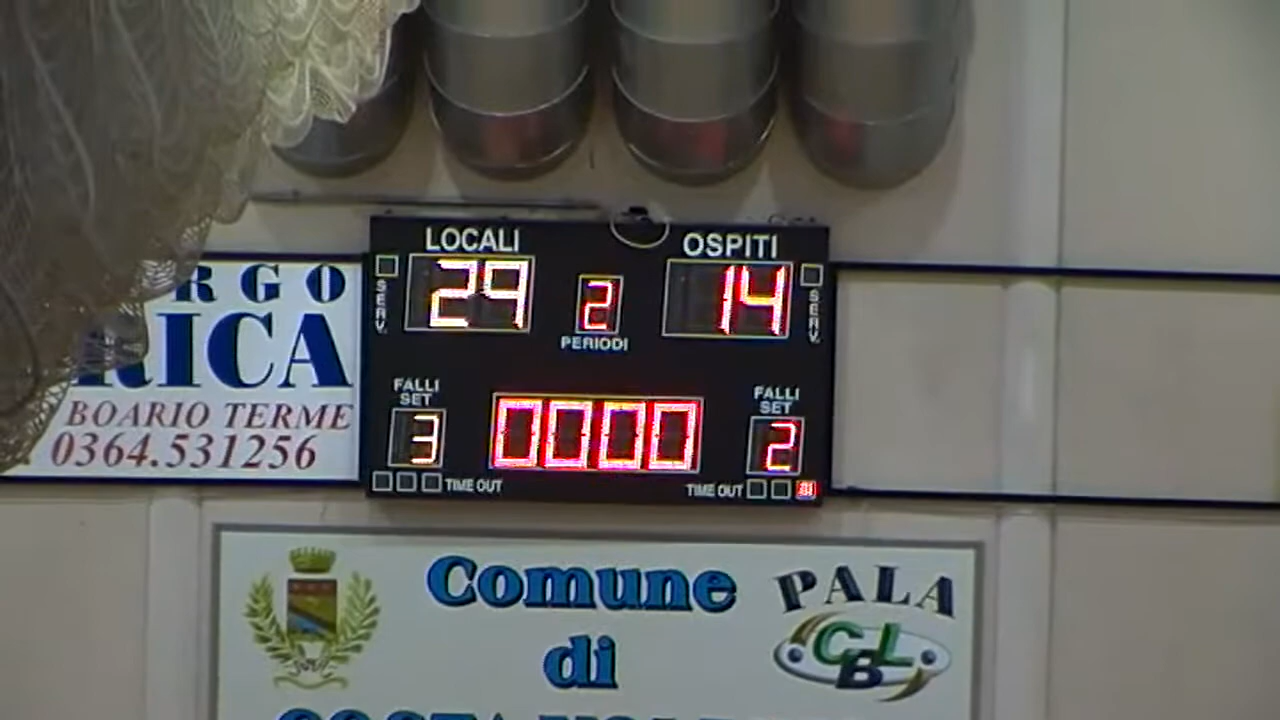 LOCALI
OSPITI
SERV.
29
2
14
SERV.
PERIODI
RGO
RICA
BOARIO TERME
0364.531256
FALLI
SET
FALLI
SET
3
0000
2
TIME OUT
TIME OUT
Comune
di
PALA
CBL